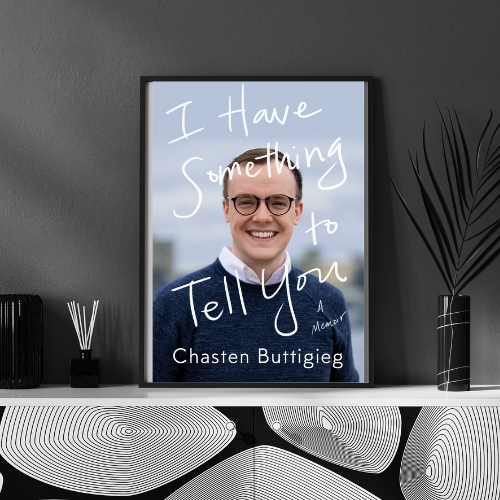 I Have
Something
to
Tell You
A
Memoir
Chasten Buttigieg